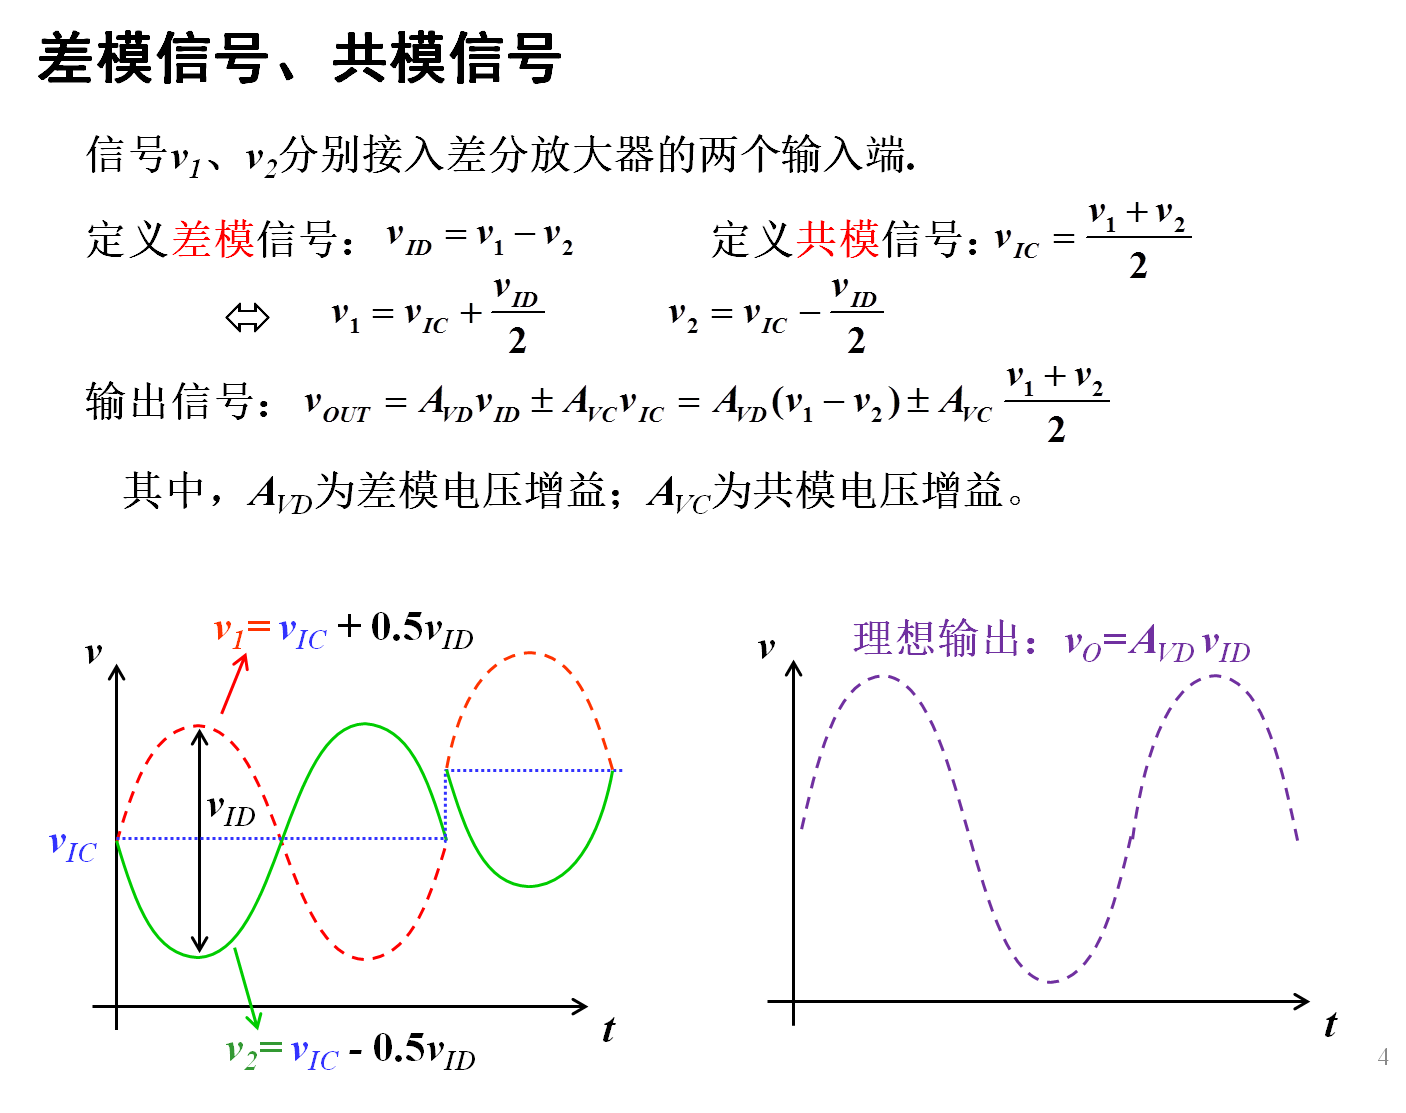 差模信号、共模信号
信号v1、v2分别接入差分放大器的两个输入端.
定义差模信号：vID = v1 − v2 定义共模信号：vIC = (v1 + v2)/2
⇔ v1 = vIC + vID/2 v2 = vIC − vID/2
输出信号：vOUT = AVD vID ± AVC vIC = AVD (v1 − v2) ± AVC (v1 + v2)/2
其中，AVD为差模电压增益；AVC为共模电压增益。
v1= vIC + 0.5vID
v
vID
vIC
t
v2= vIC - 0.5vID
理想输出：vO=AVD vID
v
t
4